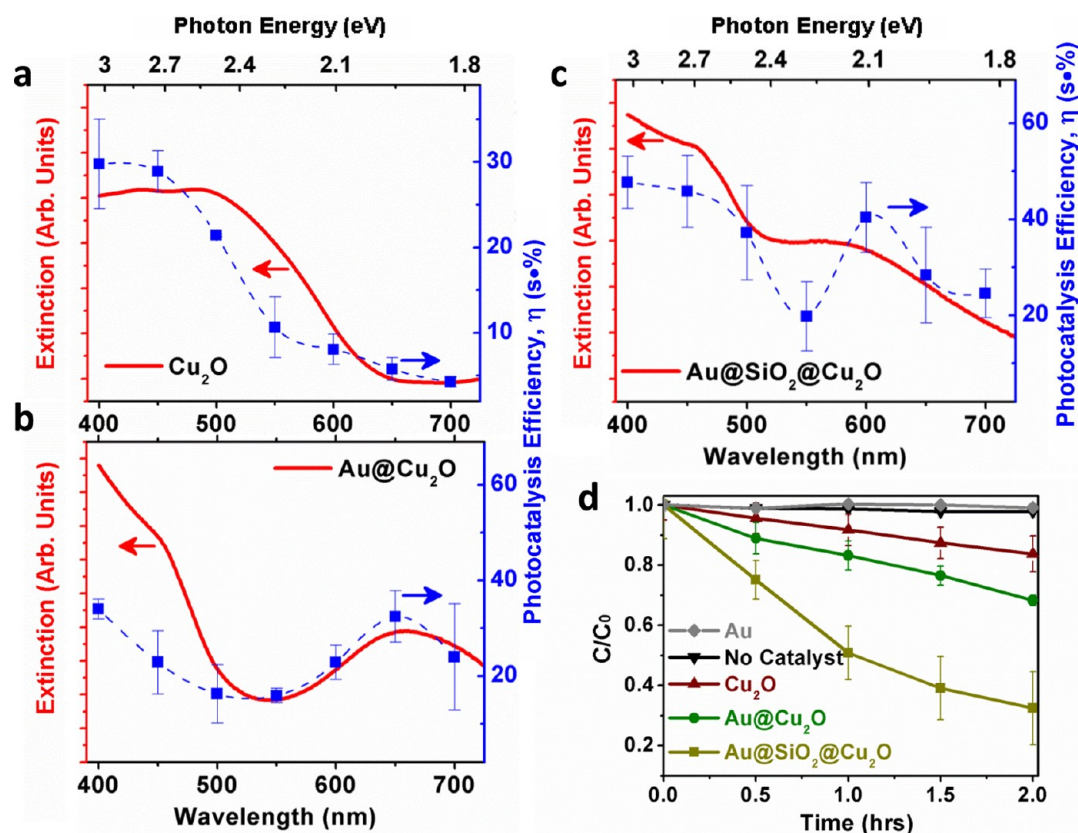 Photon Energy (eV)
a
3 2.7 2.4 2.1 1.8
Extinction (Arb. Units)
30
20
10
Cu₂O
400 500 600 700
b
Au@Cu₂O
Extinction (Arb. Units)
60
40
20
Photocatalysis Efficiency, η (s•%)
400 500 600 700
Wavelength (nm)
Photon Energy (eV)
c
3 2.7 2.4 2.1 1.8
Extinction (Arb. Units)
60
40
20
Photocatalysis Efficiency, η (s•%)
Au@SiO₂@Cu₂O
400 500 600 700
Wavelength (nm)
d
C/C₀
1.0
0.8
0.6
0.4
0.2
Au
No Catalyst
Cu₂O
Au@Cu₂O
Au@SiO₂@Cu₂O
0.0 0.5 1.0 1.5 2.0
Time (hrs)